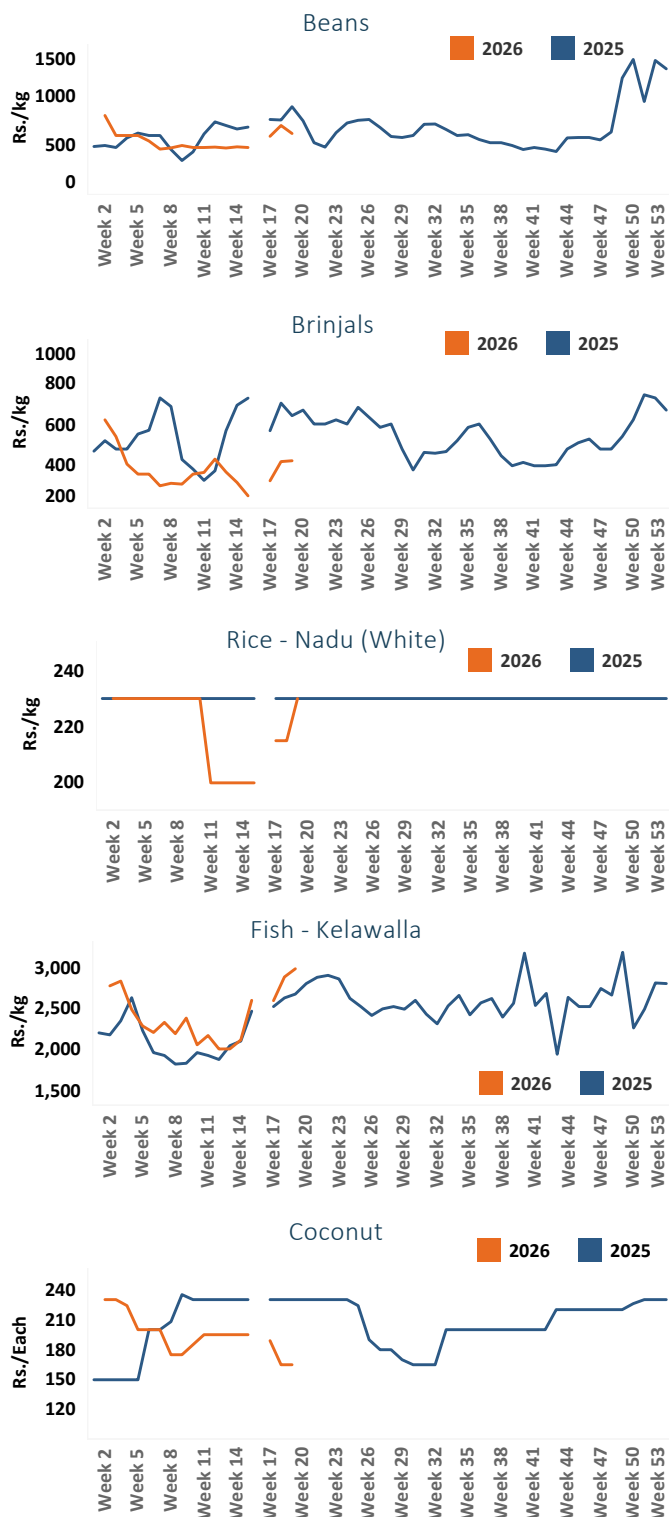 Beans
2026 2025
Rs./kg
1500
1000
500
0
Week 2 Week 5 Week 8 Week 11 Week 14 Week 17 Week 20 Week 23 Week 26 Week 29 Week 32 Week 35 Week 38 Week 41 Week 44 Week 47 Week 50 Week 53
Brinjals
2026 2025
Rs./kg
1000
800
600
400
200
Week 2 Week 5 Week 8 Week 11 Week 14 Week 17 Week 20 Week 23 Week 26 Week 29 Week 32 Week 35 Week 38 Week 41 Week 44 Week 47 Week 50 Week 53
Rice - Nadu (White)
2026 2025
Rs./kg
240
220
200
Week 2 Week 5 Week 8 Week 11 Week 14 Week 17 Week 20 Week 23 Week 26 Week 29 Week 32 Week 35 Week 38 Week 41 Week 44 Week 47 Week 50 Week 53
Fish - Kelawalla
Rs./kg
3,000
2,500
2,000
1,500
2026 2025
Week 2 Week 5 Week 8 Week 11 Week 14 Week 17 Week 20 Week 23 Week 26 Week 29 Week 32 Week 35 Week 38 Week 41 Week 44 Week 47 Week 50 Week 53
Coconut
2026 2025
Rs./Each
240
210
180
150
120
Week 2 Week 5 Week 8 Week 11 Week 14 Week 17 Week 20 Week 23 Week 26 Week 29 Week 32 Week 35 Week 38 Week 41 Week 44 Week 47 Week 50 Week 53